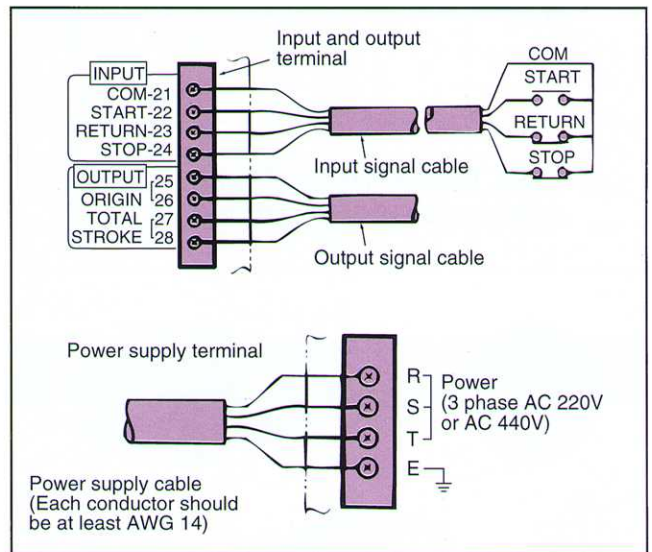 Input and output
terminal
INPUT
COM-21
START-22
RETURN-23
STOP-24
OUTPUT
25
ORIGIN 26
TOTAL 27
STROKE 28
COM
START
RETURN
STOP
Input signal cable
Output signal cable
Power supply terminal
R
S
T
E
Power
(3 phase AC 220V
or AC 440V)
Power supply cable
(Each conductor should
be at least AWG 14)